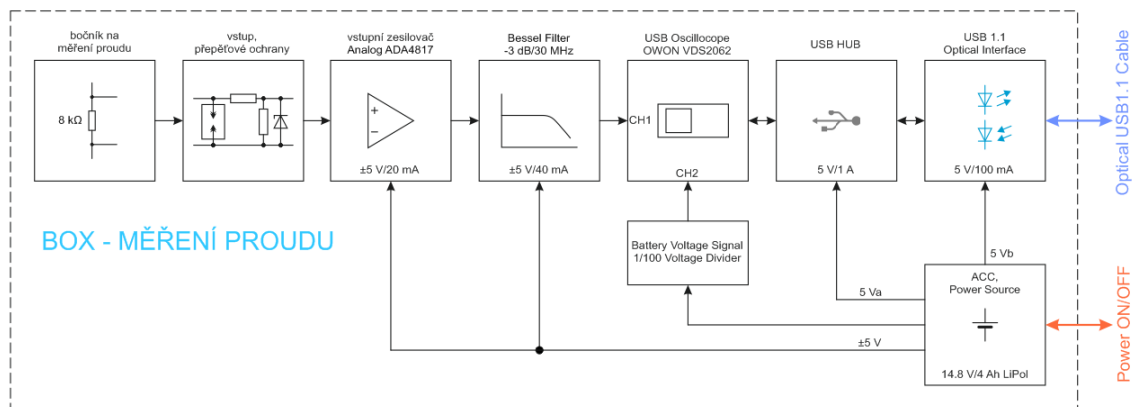 bočník na
měření proudu
vstup,
přepěťové ochrany
vstupní zesilovač
Analog ADA4817
Bessel Filter
-3 dB/30 MHz
USB Oscillocope
OWON VDS2062
USB HUB
USB 1.1
Optical Interface
8 kΩ
±5 V/20 mA
±5 V/40 mA
CH1
CH2
5 V/1 A
5 V/100 mA
Optical USB1.1 Cable
BOX - MĚŘENÍ PROUDU
Battery Voltage Signal
1/100 Voltage Divider
5 Vb
5 Va
±5 V
ACC,
Power Source
14.8 V/4 Ah LiPol
Power ON/OFF